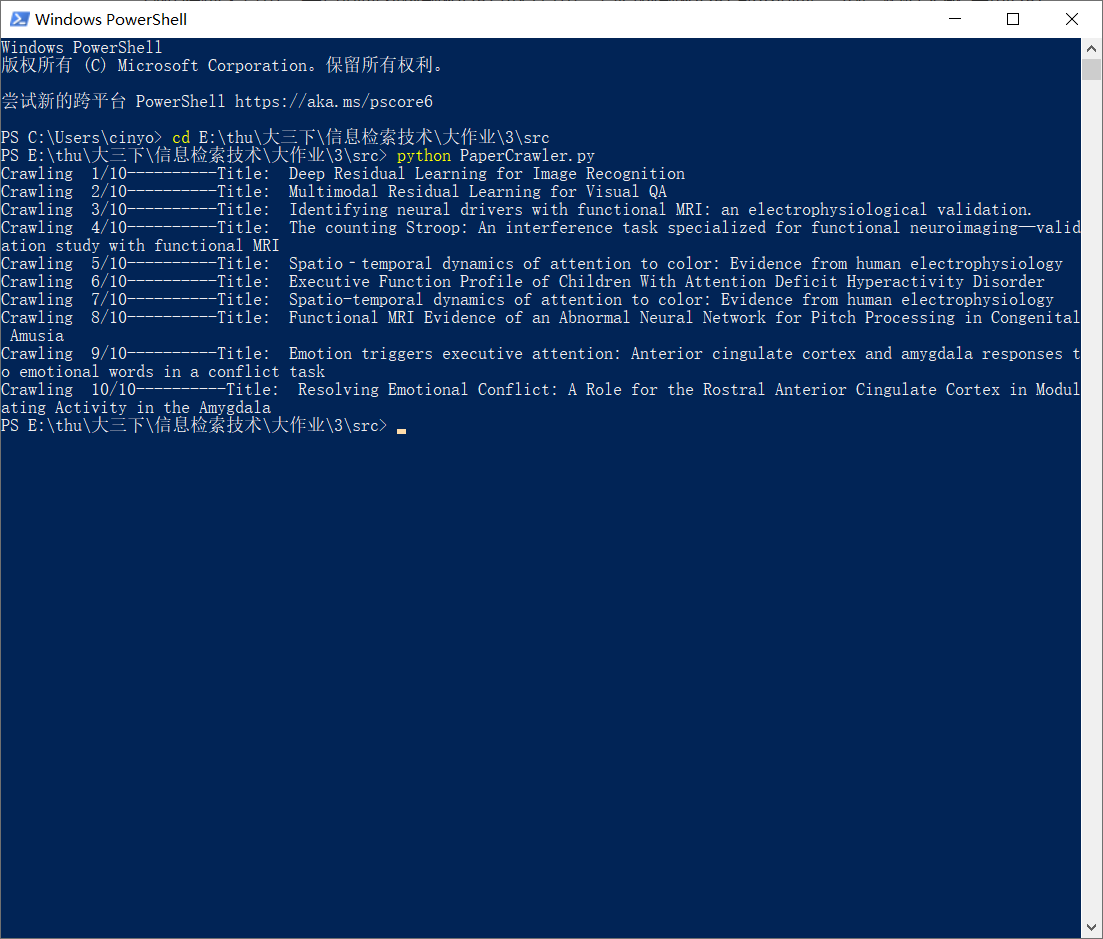 Windows PowerShell
Windows PowerShell
版权所有 (C) Microsoft Corporation。保留所有权利。
尝试新的跨平台 PowerShell https://aka.ms/pscore6
PS C:\Users\cinyo> cd E:\thu\大三下\信息检索技术\大作业\3\src
PS E:\thu\大三下\信息检索技术\大作业\3\src> python PaperCrawler.py
Crawling  1/10----------Title:  Deep Residual Learning for Image Recognition
Crawling  2/10----------Title:  Multimodal Residual Learning for Visual QA
Crawling  3/10----------Title:  Identifying neural drivers with functional MRI: an electrophysiological validation.
Crawling  4/10----------Title:  The counting Stroop: An interference task specialized for functional neuroimaging—valid
ation study with functional MRI
Crawling  5/10----------Title:  Spatio‐temporal dynamics of attention to color: Evidence from human electrophysiology
Crawling  6/10----------Title:  Executive Function Profile of Children With Attention Deficit Hyperactivity Disorder
Crawling  7/10----------Title:  Spatio-temporal dynamics of attention to color: Evidence from human electrophysiology
Crawling  8/10----------Title:  Functional MRI Evidence of an Abnormal Neural Network for Pitch Processing in Congenital
 Amusia
Crawling  9/10----------Title:  Emotion triggers executive attention: Anterior cingulate cortex and amygdala responses t
o emotional words in a conflict task
Crawling  10/10----------Title:  Resolving Emotional Conflict: A Role for the Rostral Anterior Cingulate Cortex in Modul
ating Activity in the Amygdala
PS E:\thu\大三下\信息检索技术\大作业\3\src>